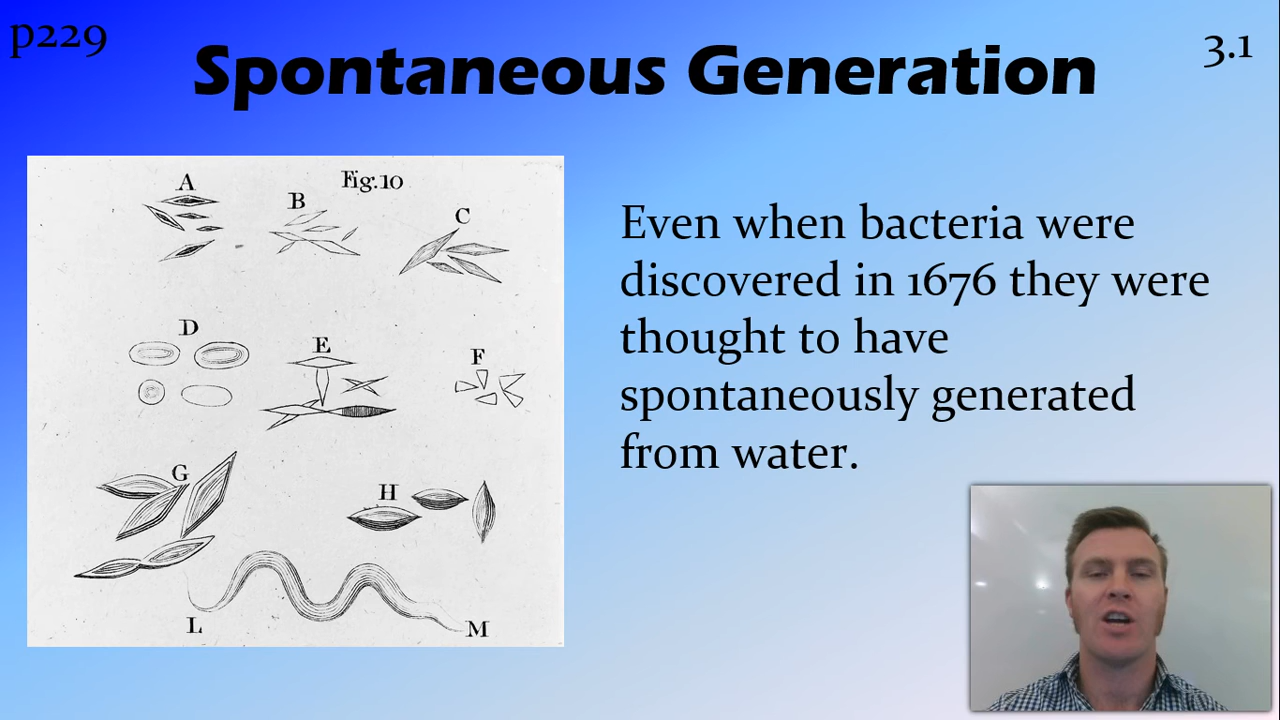 p229
Spontaneous Generation
3.1
Fig.10
A
B
C
D
E
F
G
H
L
M
Even when bacteria were
discovered in 1676 they were
thought to have
spontaneously generated
from water.